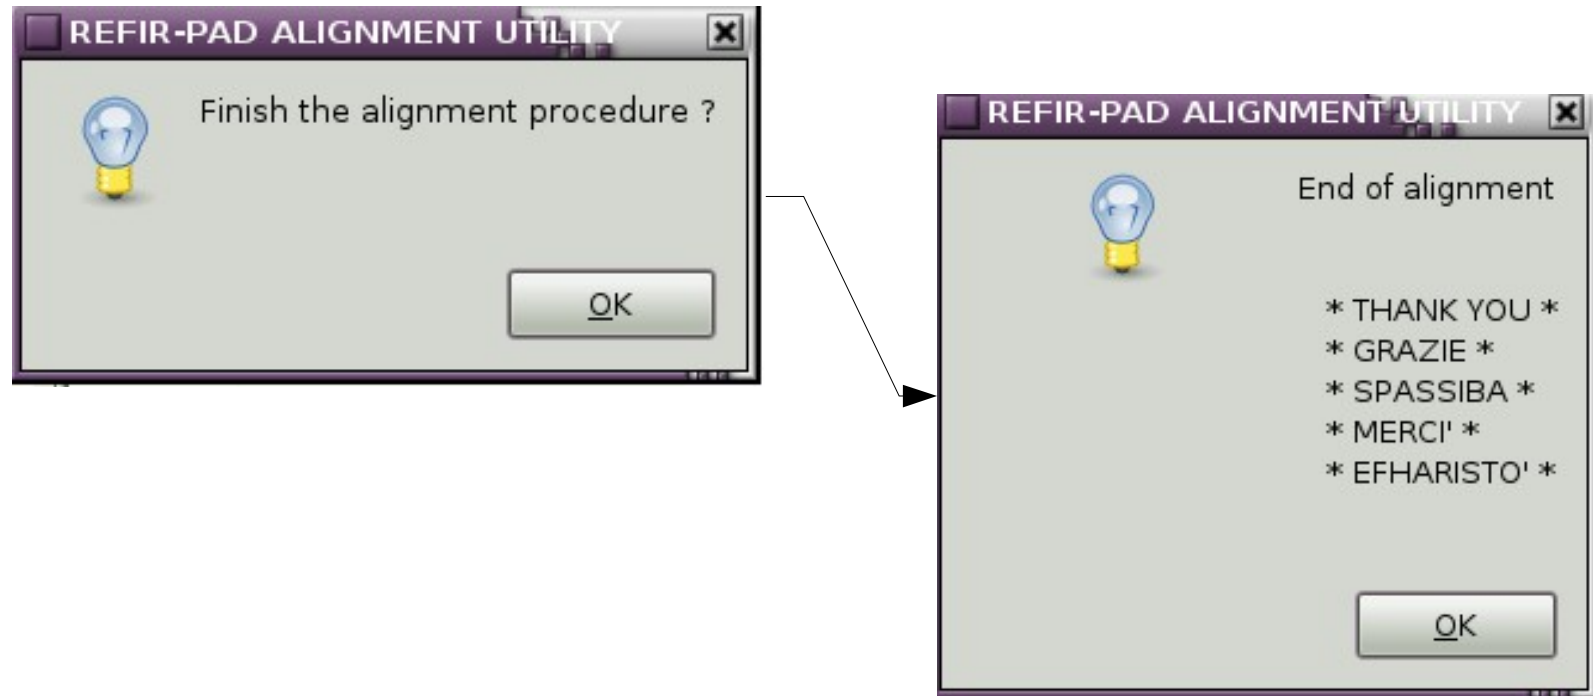 REFIR-PAD ALIGNMENT UTILITY
Finish the alignment procedure ?
OK
REFIR-PAD ALIGNMENT UTILITY
End of alignment
* THANK YOU *
* GRAZIE *
* SPASSIBA *
* MERCI' *
* EFHARISTO' *
OK